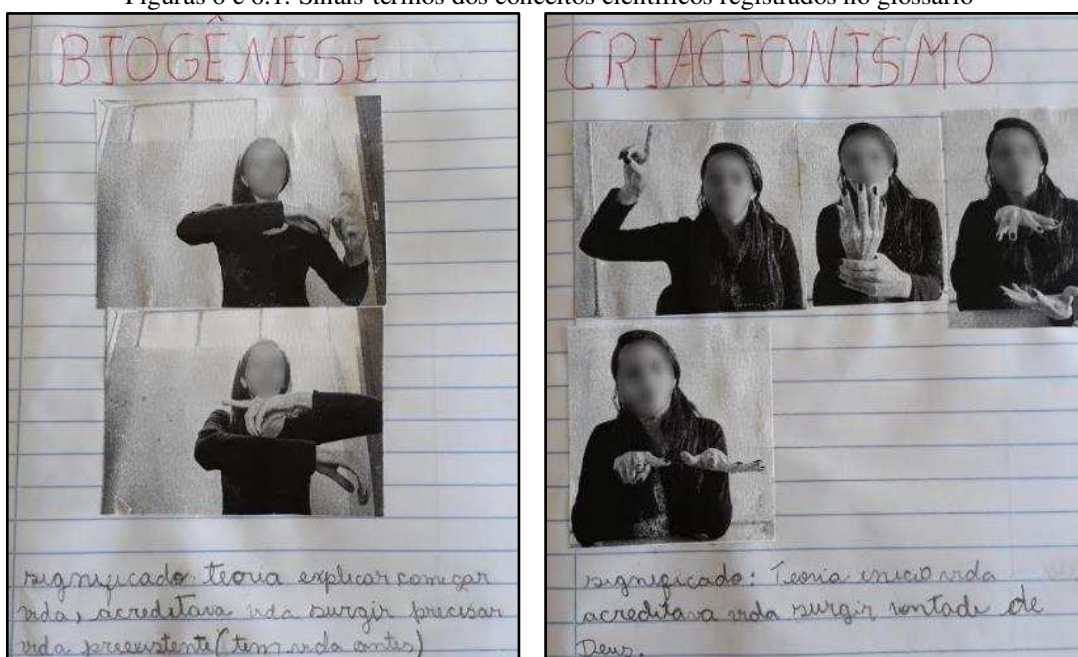 Figuras 6 e 6.1: Sinais-termos dos conceitos científicos registrados no glossário
BIOGÊNESE
significado: teoria explicar começar
vida, acreditava vida surgir precisar
vida preexistente (tem vida antes)
CRIACIONISMO
significado: Teoria inicio vida
acreditava vida surgir vontade de
Deus.